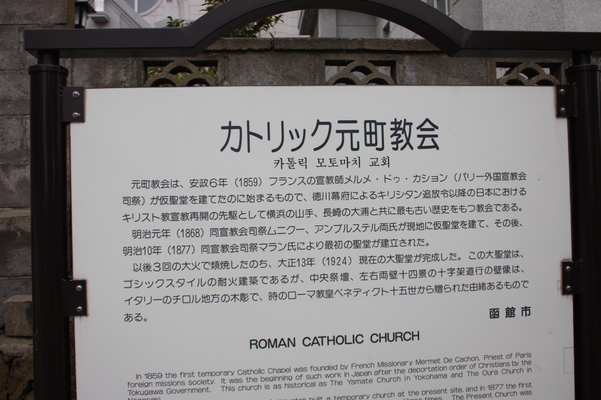 カトリック元町教会
카톨릭 모토마치 교회
元町教会は、安政6年（1859）フランスの宣教師メルメ・ドゥ・カション（パリー外国宣教会
司祭）が仮聖堂を建てたのに始まるもので、徳川幕府によるキリシタン追放令以降の日本における
キリスト教宣教再開の先駆として横浜の山手、長崎の大浦と共に最も古い歴史をもつ教会である。
明治元年（1868）同宣教会司祭ムニクー、アンブルステル両氏が現地に仮聖堂を建て、その後、
明治10年（1877）同宣教会司祭マラン氏により最初の聖堂が建立された。
以後3回の大火で類焼したのち、大正13年（1924）現在の大聖堂が完成した。この大聖堂は、
ゴシックスタイルの耐火建築であるが、中央祭壇、左右両壁十四景の十字架道行の壁像は、
イタリーのチロル地方の木彫で、時のローマ教皇ベネディクト十五世から贈られた由緒あるもので
ある。
函館市
ROMAN CATHOLIC CHURCH
In 1859 the first temporary Catholic Chapel was founded by French Missionary Mermet De Cachon, Priest of Paris
foreign missions society. It was the beginning of such work in Japan after the deportation order of Christians by the
Tokugawa Government. This church is as historical as The Yamate Church in Yokohama and The Oura Church in
built a temporary church at the present site, and in 1877 the first
times. The Present Church was